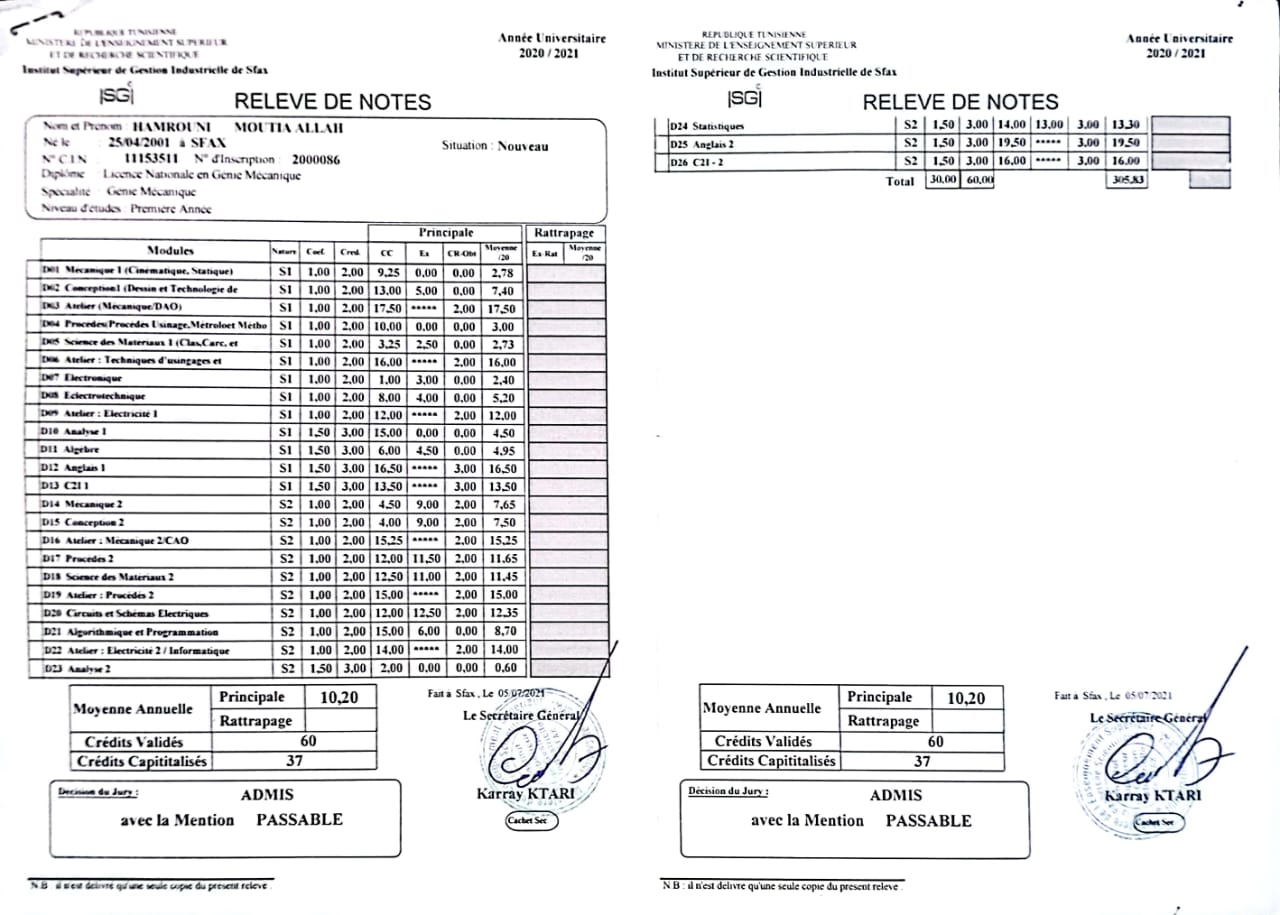 REPUBLIQUE TUNISIENNE
MINISTERE DE L'ENSEIGNEMENT SUPERIEUR
ET DE RECHERCHE SCIENTIFIQUE
Institut Supérieur de Gestion Industrielle de Sfax
Année Universitaire
2020 / 2021
ISGI
RELEVE DE NOTES
Nom et Prénom : HAMROUNI MOUTIA ALLAH
Né le : 25/04/2001 à SFAX
Situation : Nouveau
N° C.I.N : 11153511 N° d'Inscription : 2000086
Diplôme : Licence Nationale en Génie Mécanique
Spécialité : Génie Mécanique
Niveau d'études : Première Année
Principale Rattrapage
Modules Nature Coef. Cred. CC Ex CR-Obt Moyenne /20 Ex-Rat Moyenne /20
D01 Mecanique 1 (Cinématique, Statique) S1 1,00 2,00 9,25 0,00 0,00 2,78
D02 Conception1 (Dessin et Technologie de S1 1,00 2,00 13,00 5,00 0,00 7,40
D03 Atelier (Mécanique/DAO) S1 1,00 2,00 17,50 ***** 2,00 17,50
D04 Procédés/Procédés Usinage,Métroloet Métho S1 1,00 2,00 10,00 0,00 0,00 3,00
D05 Science des Materiaux 1 (Clas,Carc, et S1 1,00 2,00 3,25 2,50 0,00 2,73
D06 Atelier : Techniques d'usingages et S1 1,00 2,00 16,00 ***** 2,00 16,00
D07 Electronique S1 1,00 2,00 1,00 3,00 0,00 2,40
D08 Eclectrotechnique S1 1,00 2,00 8,00 4,00 0,00 5,20
D09 Atelier : Electricité 1 S1 1,00 2,00 12,00 ***** 2,00 12,00
D10 Analyse 1 S1 1,50 3,00 15,00 0,00 0,00 4,50
D11 Algebre S1 1,50 3,00 6,00 4,50 0,00 4,95
D12 Anglais 1 S1 1,50 3,00 16,50 ***** 3,00 16,50
D13 C2I 1 S1 1,50 3,00 13,50 ***** 3,00 13,50
D14 Mecanique 2 S2 1,00 2,00 4,50 9,00 2,00 7,65
D15 Conception 2 S2 1,00 2,00 4,00 9,00 2,00 7,50
D16 Atelier : Mécanique 2/CAO S2 1,00 2,00 15,25 ***** 2,00 15,25
D17 Procédés 2 S2 1,00 2,00 12,00 11,50 2,00 11,65
D18 Science des Matériaux 2 S2 1,00 2,00 12,50 11,00 2,00 11,45
D19 Atelier : Procédés 2 S2 1,00 2,00 15,00 ***** 2,00 15,00
D20 Circuits et Schémas Electriques S2 1,00 2,00 12,00 12,50 2,00 12,35
D21 Algorithmique et Programmation S2 1,00 2,00 15,00 6,00 0,00 8,70
D22 Atelier : Electricité 2 / Informatique S2 1,00 2,00 14,00 ***** 2,00 14,00
D23 Analyse 2 S2 1,50 3,00 2,00 0,00 0,00 0,60
Moyenne Annuelle Principale 10,20
Rattrapage
Crédits Validés 60
Crédits Capititalisés 37
Fait à Sfax , Le 05/07/2021
Le Secrétaire Général
Karray KTARI
Cachet Sec
Décision du Jury :
ADMIS
avec la Mention PASSABLE
N.B : il n'est délivré qu'une seule copie du présent relevé .
REPUBLIQUE TUNISIENNE
MINISTERE DE L'ENSEIGNEMENT SUPERIEUR
ET DE RECHERCHE SCIENTIFIQUE
Institut Supérieur de Gestion Industrielle de Sfax
Année Universitaire
2020 / 2021
ISGI
RELEVE DE NOTES
D24 Statistiques S2 1,50 3,00 14,00 13,00 3,00 13,30
D25 Anglais 2 S2 1,50 3,00 19,50 ***** 3,00 19,50
D26 C2I - 2 S2 1,50 3,00 16,00 ***** 3,00 16,00
Total 30,00 60,00 305,83
Moyenne Annuelle Principale 10,20
Rattrapage
Crédits Validés 60
Crédits Capititalisés 37
Fait à Sfax , Le 05/07/2021
Le Secrétaire Général
Karray KTARI
Cachet Sec
Décision du Jury :
ADMIS
avec la Mention PASSABLE
N.B : il n'est délivré qu'une seule copie du présent relevé .